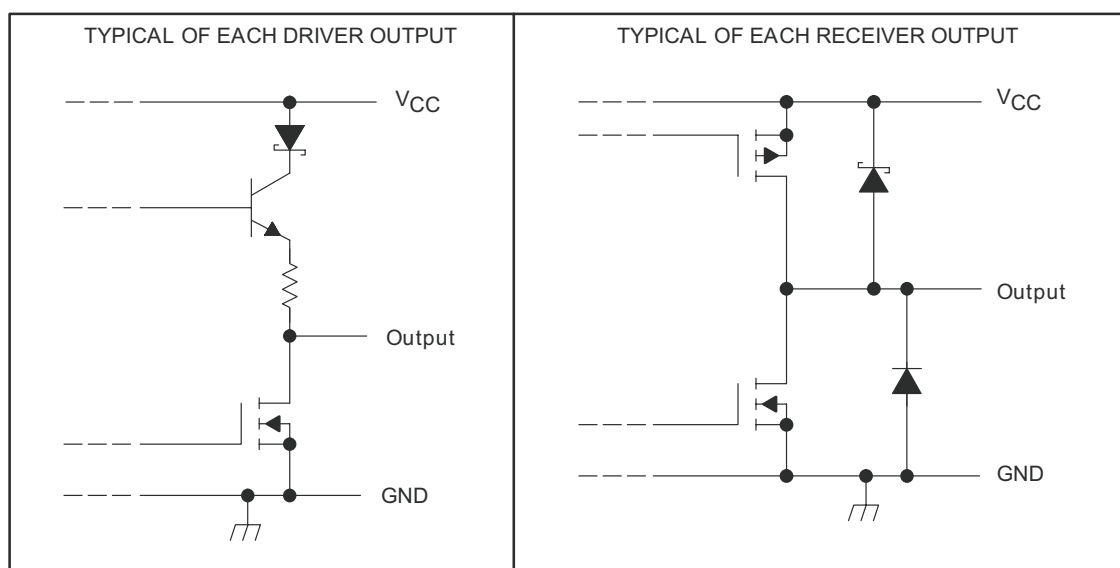 TYPICAL OF EACH DRIVER OUTPUT
VCC
Output
GND
TYPICAL OF EACH RECEIVER OUTPUT
VCC
Output
GND